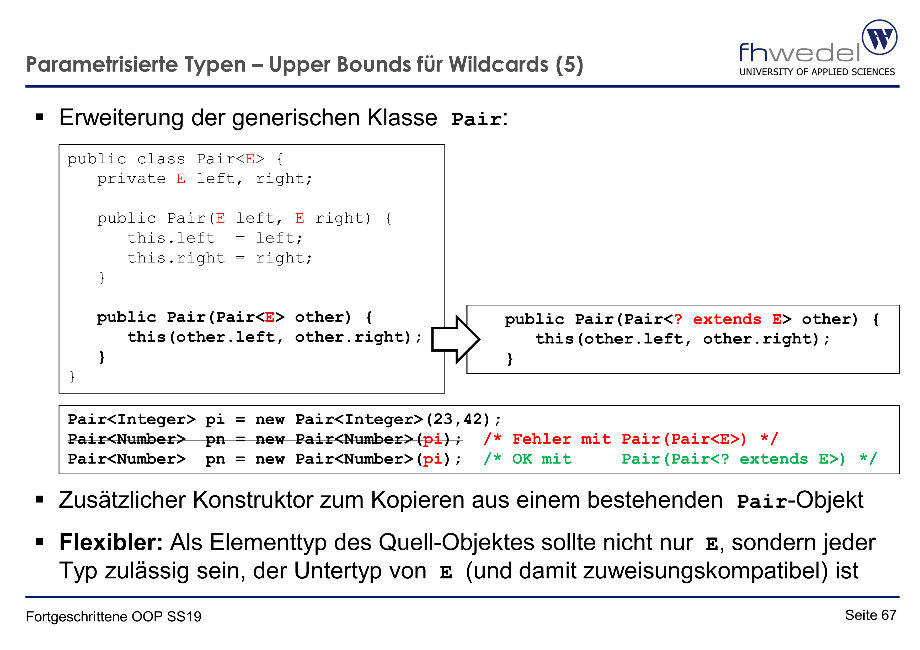 Parametrisierte Typen – Upper Bounds für Wildcards (5)
fhwedel
W
UNIVERSITY OF APPLIED SCIENCES
▪ Erweiterung der generischen Klasse Pair:
public class Pair<E> {
private E left, right;
public Pair(E left, E right) {
this.left = left;
this.right = right;
}
public Pair(Pair<E> other) {
this(other.left, other.right);
}
}
public Pair(Pair<? extends E> other) {
this(other.left, other.right);
}
Pair<Integer> pi = new Pair<Integer>(23,42);
Pair<Number> pn = new Pair<Number>(pi); /* Fehler mit Pair(Pair<E>) */
Pair<Number> pn = new Pair<Number>(pi); /* OK mit Pair(Pair<? extends E>) */
▪ Zusätzlicher Konstruktor zum Kopieren aus einem bestehenden Pair-Objekt
▪ Flexibler: Als Elementtyp des Quell-Objektes sollte nicht nur E, sondern jeder
Typ zulässig sein, der Untertyp von E (und damit zuweisungskompatibel) ist
Fortgeschrittene OOP SS19
Seite 67